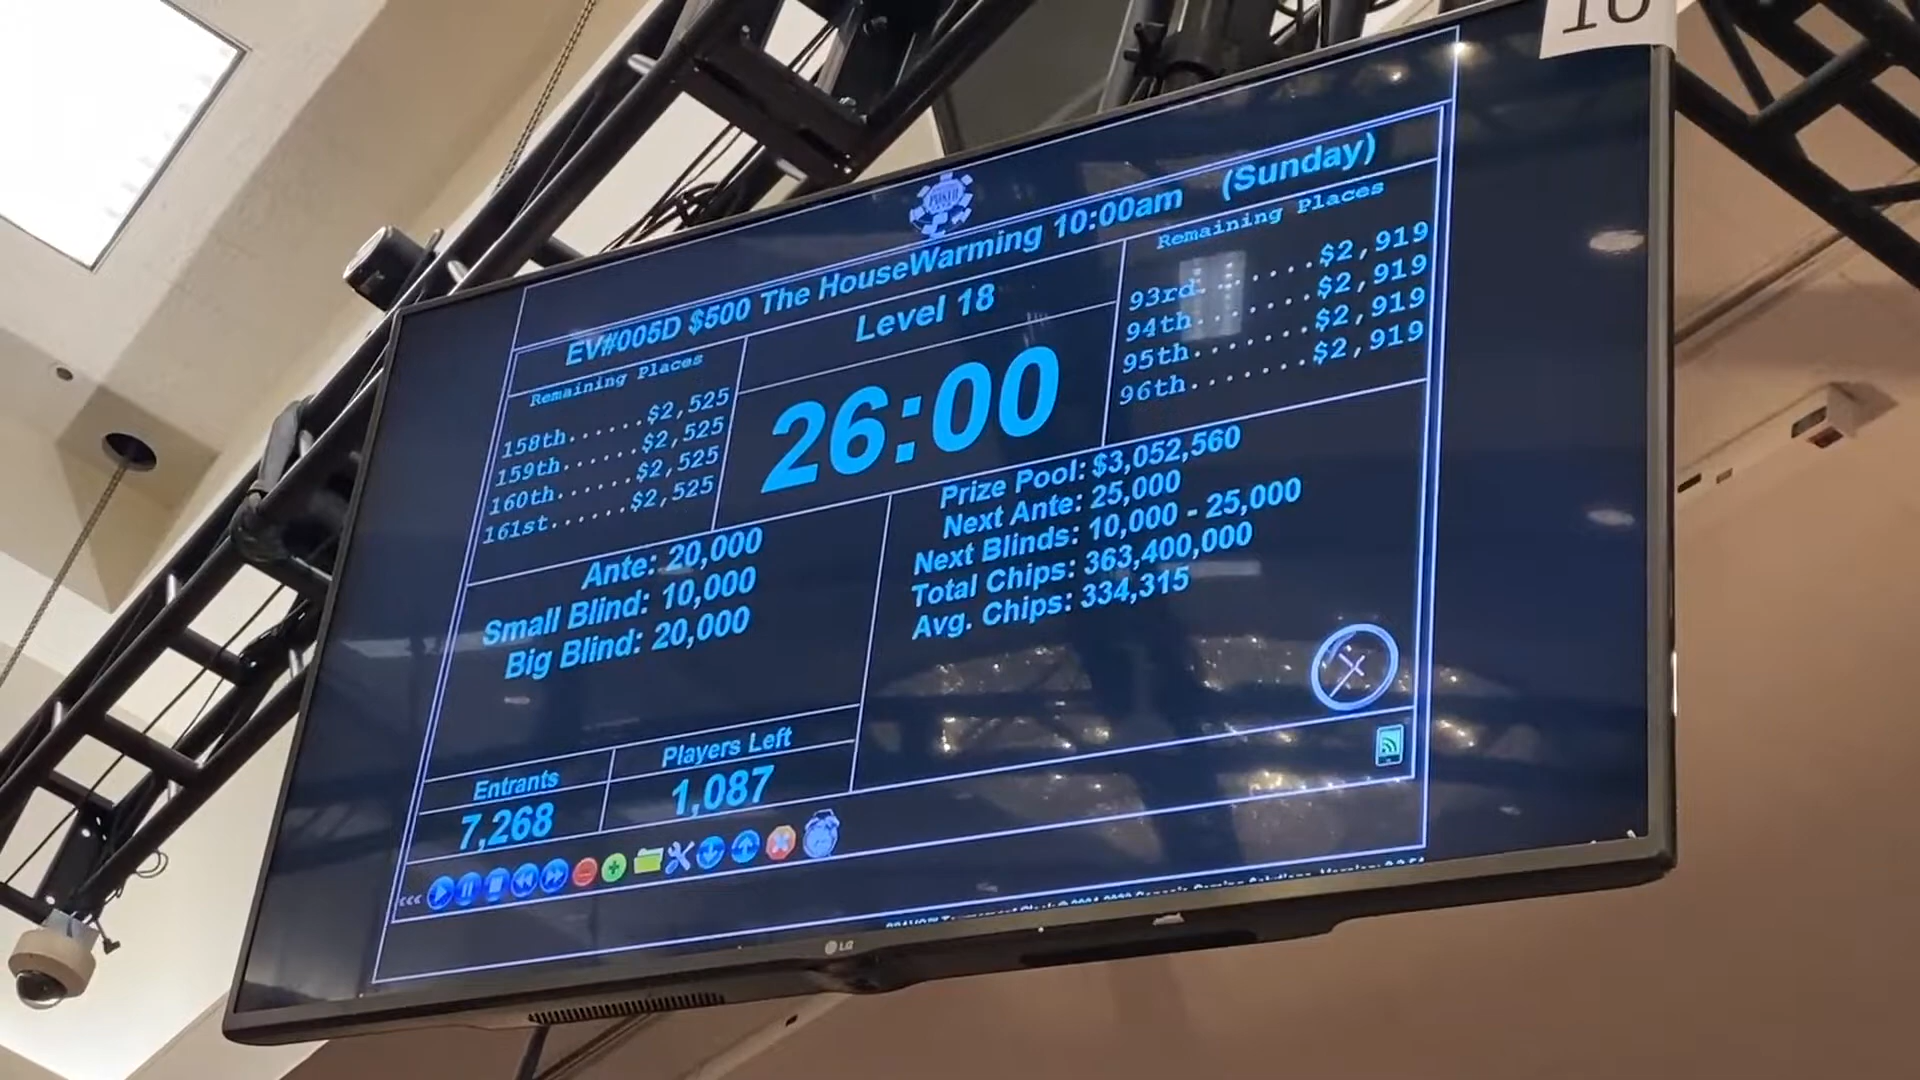 10
EV#005D $500 The HouseWarming 10:00am (Sunday)
Remaining Places
158th......$2,525
159th......$2,525
160th......$2,525
161st......$2,525
Level 18
26:00
Remaining Places
93rd.......$2,919
94th.......$2,919
95th.......$2,919
96th.......$2,919
Ante: 20,000
Small Blind: 10,000
Big Blind: 20,000
Prize Pool: $3,052,560
Next Ante: 25,000
Next Blinds: 10,000 - 25,000
Total Chips: 363,400,000
Avg. Chips: 334,315
Entrants
7,268
Players Left
1,087
<<<
LG